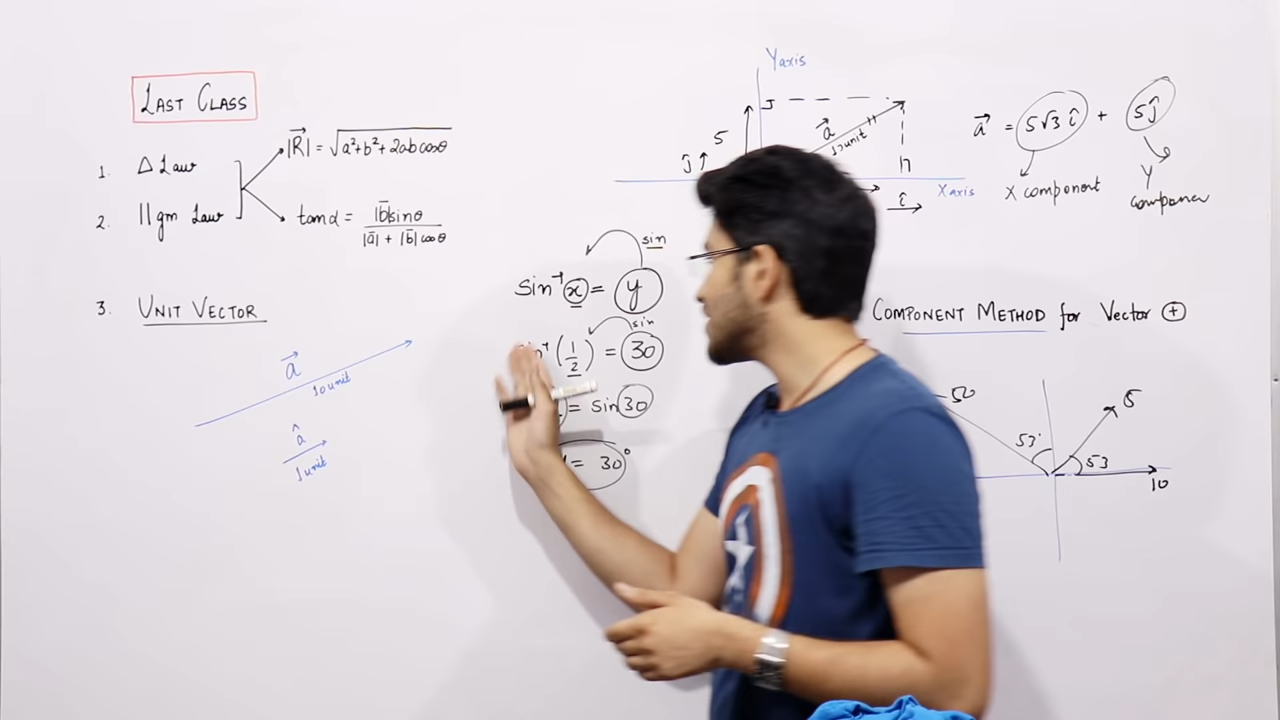 LAST CLASS
1. Δ Law
2. ||gm Law
|R⃗| = √a²+b²+2ab cosθ
tanα = |b̄|sinθ / |ā| + |b̄| cosθ
3. UNIT VECTOR
a⃗
10 unit
â
1 unit
sin
sin⁻¹ x = y
sin
(1/2) = 30
= sin 30
= 30°
Y axis
5
ĵ
a⃗
10 unit
X axis
î
a⃗ = 5√3 î + 5ĵ
X component
Y
COMPONENT METHOD for Vector ⊕
50
53°
5
53
10